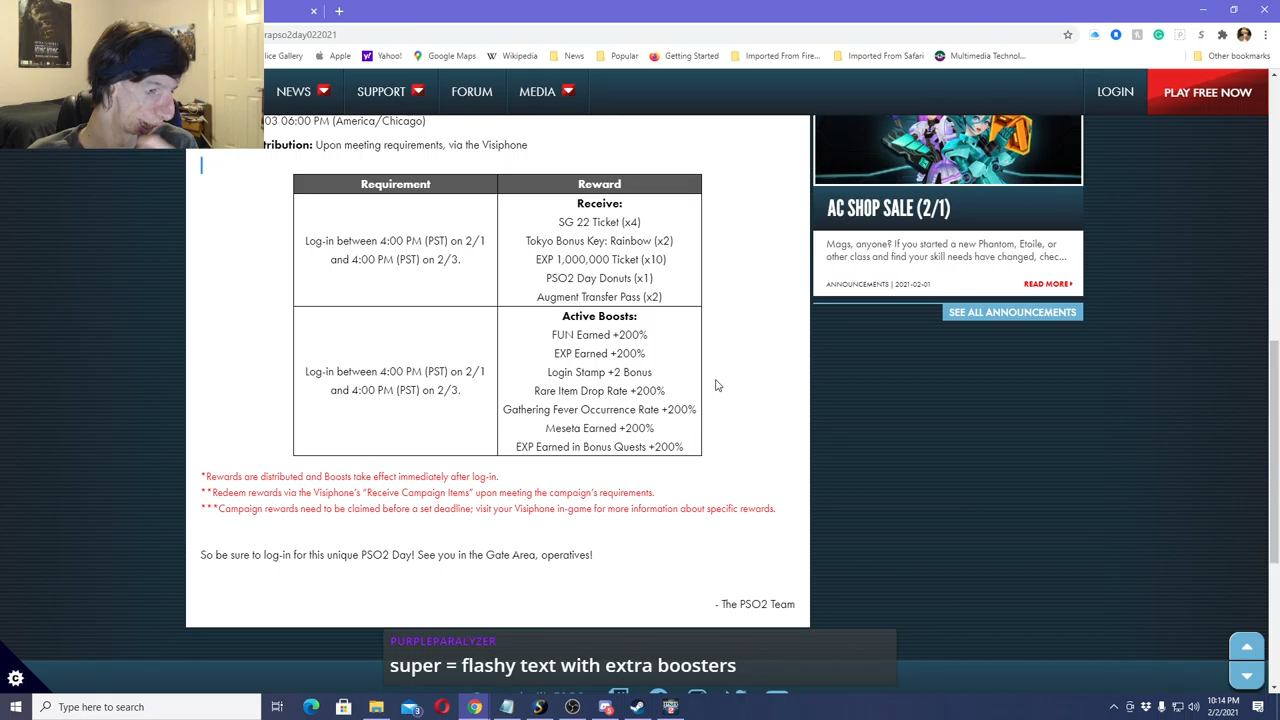 rapso2day022021
lice Gallery Apple Yahoo! Google Maps Wikipedia News Popular Getting Started Imported From Fire... Imported From Safari Multimedia Technol... Other bookmarks
NEWS SUPPORT FORUM MEDIA LOGIN PLAY FREE NOW
03 06:00 PM (America/Chicago)
tribution: Upon meeting requirements, via the Visiphone
Requirement Reward
Log-in between 4:00 PM (PST) on 2/1
and 4:00 PM (PST) on 2/3.
Receive:
SG 22 Ticket (x4)
Tokyo Bonus Key: Rainbow (x2)
EXP 1,000,000 Ticket (x10)
PSO2 Day Donuts (x1)
Augment Transfer Pass (x2)
Log-in between 4:00 PM (PST) on 2/1
and 4:00 PM (PST) on 2/3.
Active Boosts:
FUN Earned +200%
EXP Earned +200%
Login Stamp +2 Bonus
Rare Item Drop Rate +200%
Gathering Fever Occurrence Rate +200%
Meseta Earned +200%
EXP Earned in Bonus Quests +200%
*Rewards are distributed and Boosts take effect immediately after log-in.
**Redeem rewards via the Visiphone's “Receive Campaign Items” upon meeting the campaign's requirements.
***Campaign rewards need to be claimed before a set deadline; visit your Visiphone in-game for more information about specific rewards.
So be sure to log-in for this unique PSO2 Day! See you in the Gate Area, operatives!
- The PSO2 Team
AC SHOP SALE (2/1)
Mags, anyone? If you started a new Phantom, Etoile, or
other class and find your skill needs have changed, chec...
ANNOUNCEMENTS | 2021-02-01 READ MORE
SEE ALL ANNOUNCEMENTS
PURPLEPARALYZER
super = flashy text with extra boosters
Type here to search
10:14 PM
2/2/2021